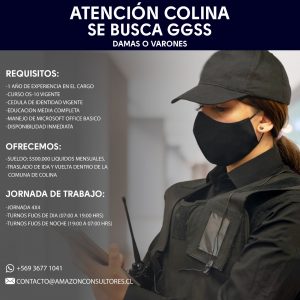 ATENCIÓN COLINA
SE BUSCA GGSS
DAMAS O VARONES
REQUISITOS:
-1 AÑO DE EXPERIENCIA EN EL CARGO
-CURSO OS-10 VIGENTE
-CEDULA DE IDENTIDAD VIGENTE
-EDUCACION MEDIA COMPLETA
-MANEJO DE MICROSOFT OFFICE BASICO
-DISPONIBILIDAD INMEDIATA
OFRECEMOS:
-SUELDO: $500.000 LIQUIDOS MENSUALES.
-TRASLADO DE IDA Y VUELTA DENTRO DE LA
COMUNA DE COLINA
JORNADA DE TRABAJO:
-JORNADA 4X4
-TURNOS FIJOS DE DIA (07:00 A 19:00 HRS)
-TURNOS FIJOS DE NOCHE (19:00 A 07:00 HRS)
+569 3677 1041
CONTACTO@AMAZONCONSULTORES.CL